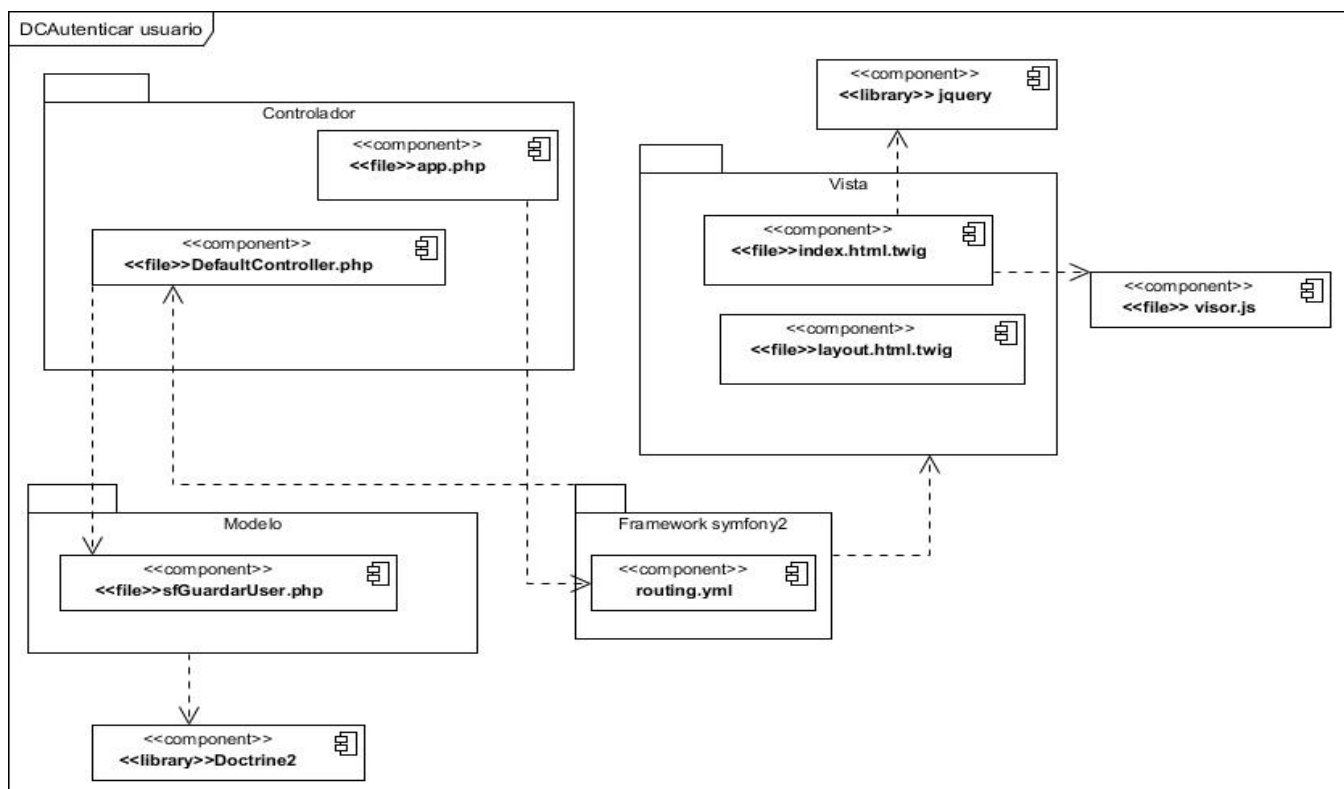 DCAutenticar usuario
<<component>>
<<library>> jquery
Controlador
<<component>>
<<file>>app.php
Vista
<<component>>
<<file>>DefaultController.php
<<component>>
<<file>>index.html.twig
<<component>>
<<file>> visor.js
<<component>>
<<file>>layout.html.twig
Modelo
<<component>>
<<file>>sfGuardarUser.php
Framework symfony2
<<component>>
routing.yml
<<component>>
<<library>>Doctrine2